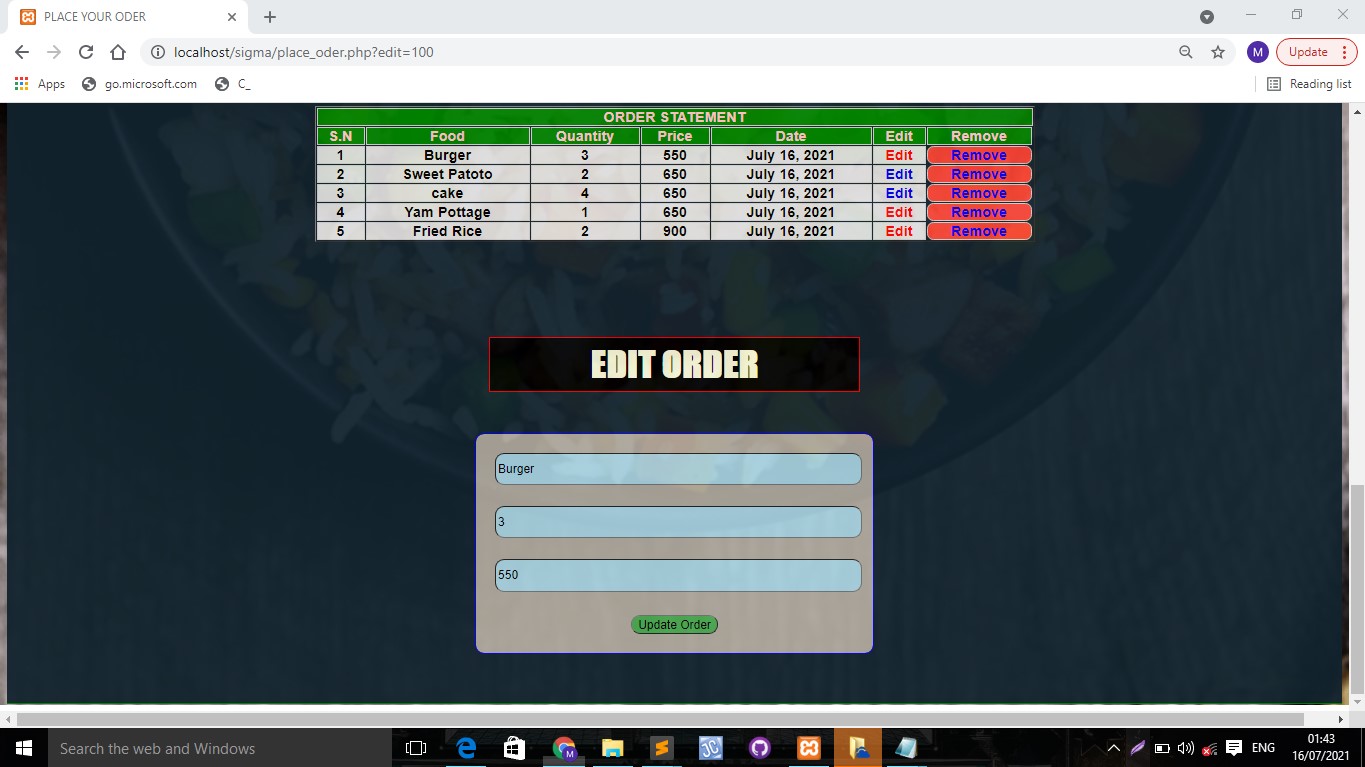 PLACE YOUR ODER
localhost/sigma/place_oder.php?edit=100
M
Update
Apps go.microsoft.com C_ Reading list
ORDER STATEMENT
S.N Food Quantity Price Date Edit Remove
1 Burger 3 550 July 16, 2021 Edit Remove
2 Sweet Patoto 2 650 July 16, 2021 Edit Remove
3 cake 4 650 July 16, 2021 Edit Remove
4 Yam Pottage 1 650 July 16, 2021 Edit Remove
5 Fried Rice 2 900 July 16, 2021 Edit Remove
EDIT ORDER
Burger
3
550
Update Order
Search the web and Windows
M
JC
ENG
01:43
16/07/2021